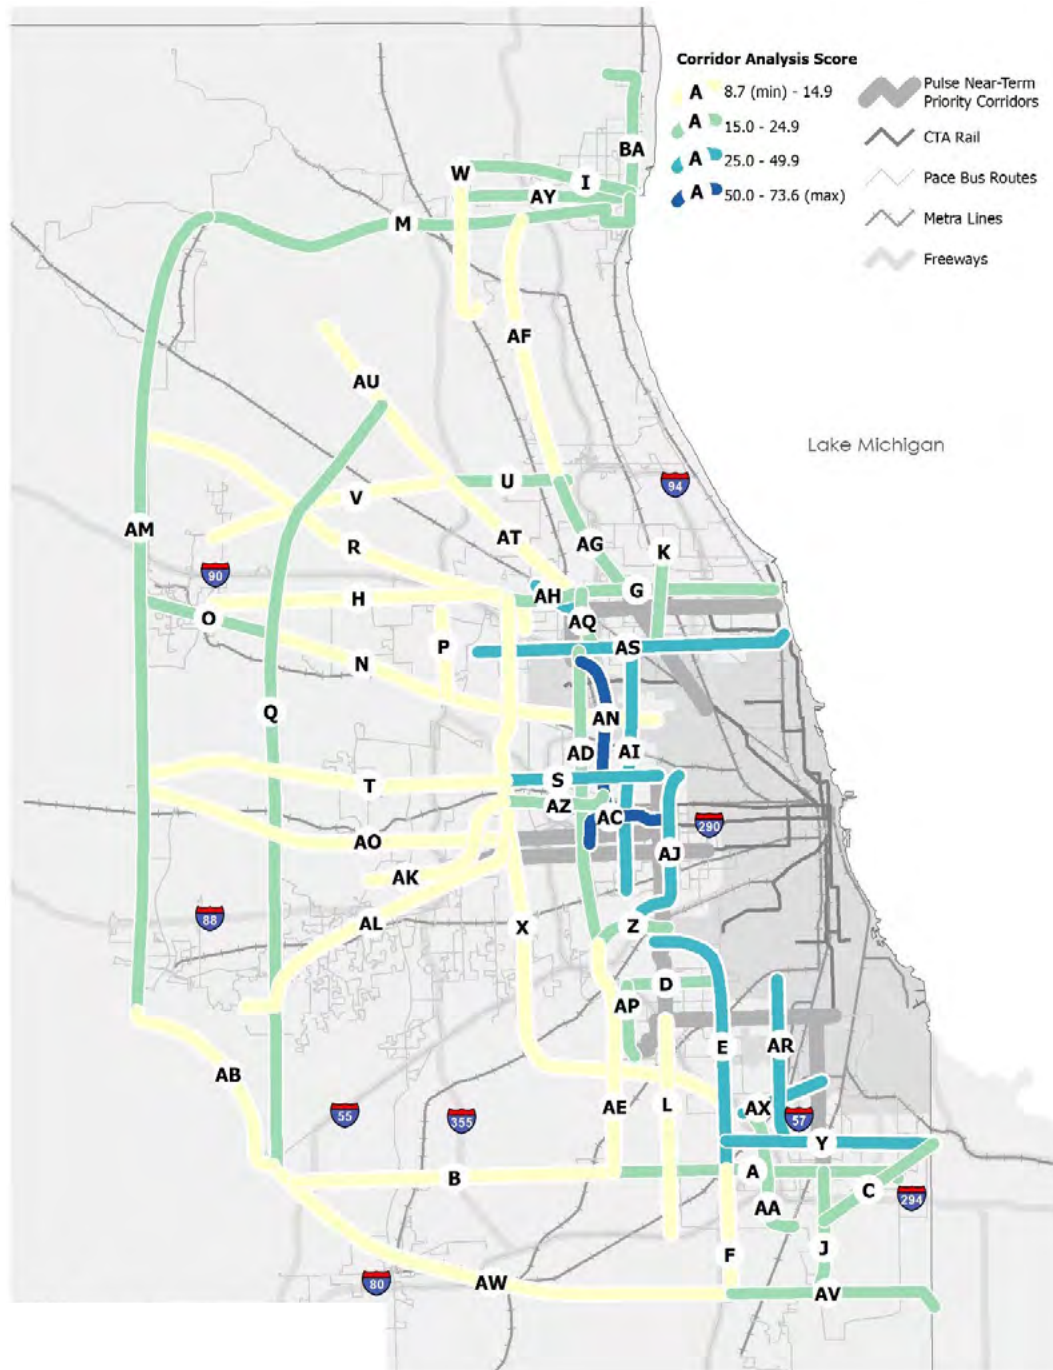 Corridor Analysis Score
A 8.7 (min) - 14.9
A 15.0 - 24.9
A 25.0 - 49.9
A 50.0 - 73.6 (max)
Pulse Near-Term
Priority Corridors
CTA Rail
Pace Bus Routes
Metra Lines
Freeways
BA
W
I
AY
M
AF
AU
Lake Michigan
U
94
V
AM
AT
AG
K
R
90
H
AH
G
O
AQ
P
AS
N
Q
AN
AD
AI
S
T
AZ
AC
290
AO
AJ
AK
88
AL
X
Z
D
AP
E
AR
AB
55
355
AE
L
AX
57
Y
B
A
C
294
AA
F
J
80
AW
AV